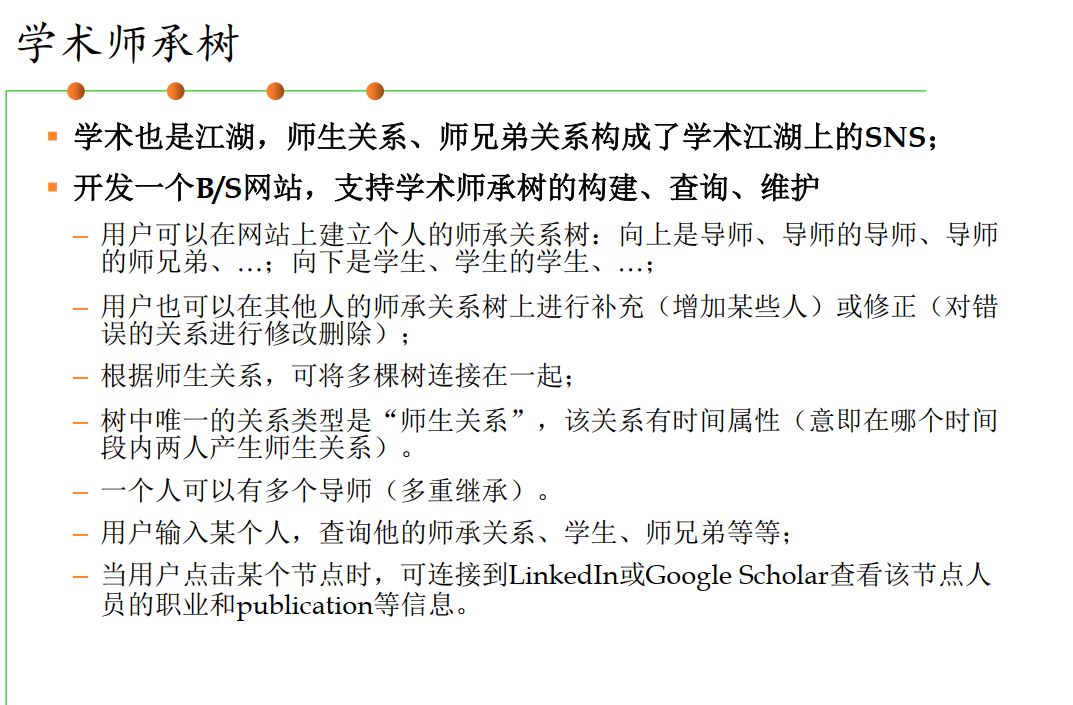 学术师承树
学术也是江湖，师生关系、师兄弟关系构成了学术江湖上的SNS；
开发一个B/S网站，支持学术师承树的构建、查询、维护
– 用户可以在网站上建立个人的师承关系树：向上是导师、导师的导师、导师
的师兄弟、…；向下是学生、学生的学生、…；
– 用户也可以在其他人的师承关系树上进行补充（增加某些人）或修正（对错
误的关系进行修改删除）；
– 根据师生关系，可将多棵树连接在一起；
– 树中唯一的关系类型是“师生关系”，该关系有时间属性（意即在哪个时间
段内两人产生师生关系）。
– 一个人可以有多个导师（多重继承）。
– 用户输入某个人，查询他的师承关系、学生、师兄弟等等；
– 当用户点击某个节点时，可连接到LinkedIn或Google Scholar查看该节点人
员的职业和publication等信息。